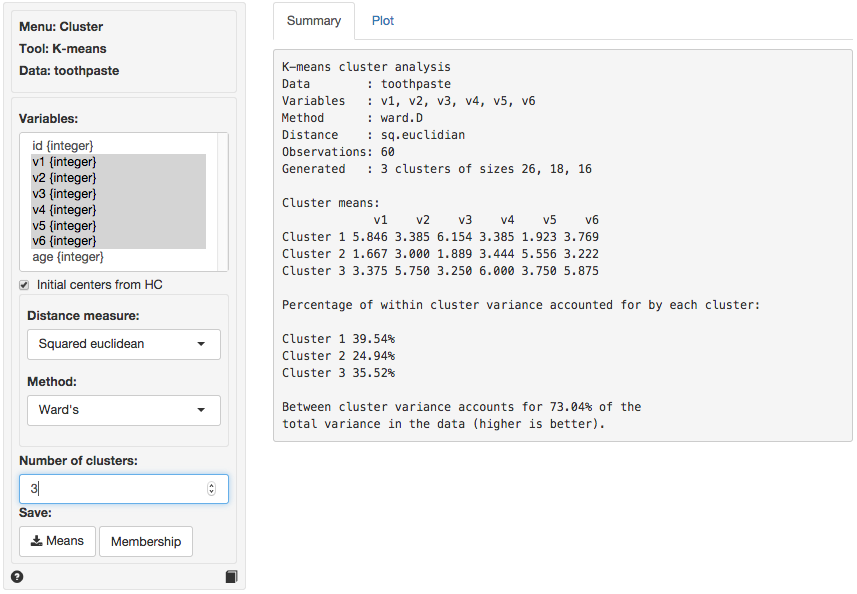 Menu: Cluster
Tool: K-means
Data: toothpaste
Variables:
id {integer}
v1 {integer}
v2 {integer}
v3 {integer}
v4 {integer}
v5 {integer}
v6 {integer}
age {integer}
Initial centers from HC
Distance measure:
Squared euclidean
Method:
Ward's
Number of clusters:
3
Save:
Means Membership
Summary Plot
K-means cluster analysis
Data : toothpaste
Variables : v1, v2, v3, v4, v5, v6
Method : ward.D
Distance : sq.euclidian
Observations: 60
Generated : 3 clusters of sizes 26, 18, 16
Cluster means:
v1 v2 v3 v4 v5 v6
Cluster 1 5.846 3.385 6.154 3.385 1.923 3.769
Cluster 2 1.667 3.000 1.889 3.444 5.556 3.222
Cluster 3 3.375 5.750 3.250 6.000 3.750 5.875
Percentage of within cluster variance accounted for by each cluster:
Cluster 1 39.54%
Cluster 2 24.94%
Cluster 3 35.52%
Between cluster variance accounts for 73.04% of the
total variance in the data (higher is better).